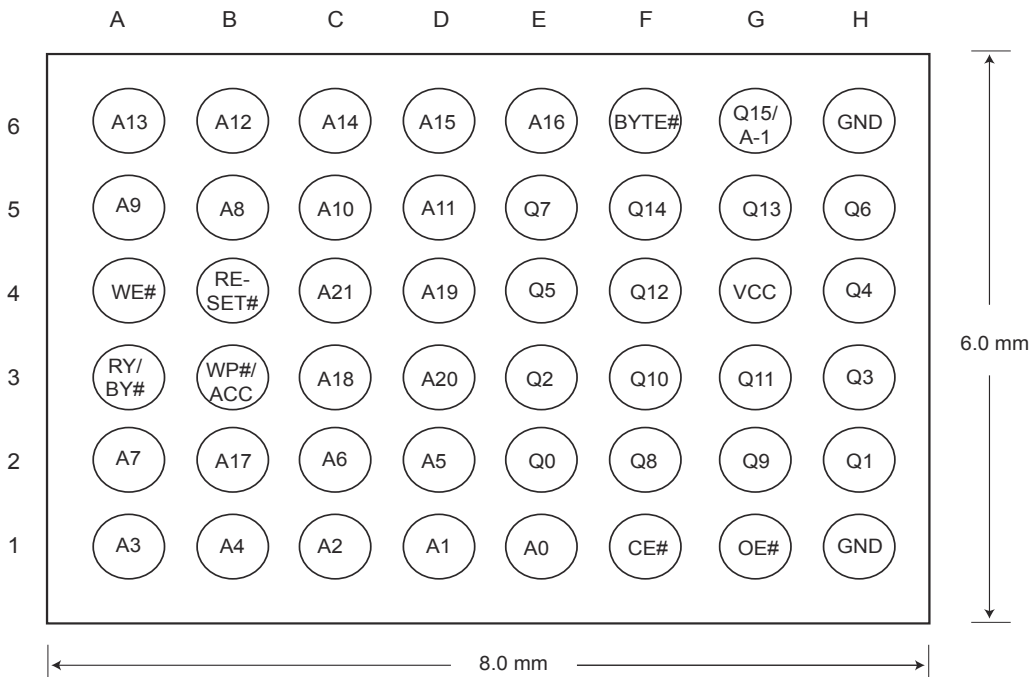 A B C D E F G H
6 A13 A12 A14 A15 A16 BYTE# Q15/ GND
A-1
5 A9 A8 A10 A11 Q7 Q14 Q13 Q6
4 WE# RE- A21 A19 Q5 Q12 VCC Q4
SET#
6.0 mm
3 RY/ WP#/ A18 A20 Q2 Q10 Q11 Q3
BY# ACC
2 A7 A17 A6 A5 Q0 Q8 Q9 Q1
1 A3 A4 A2 A1 A0 CE# OE# GND
8.0 mm